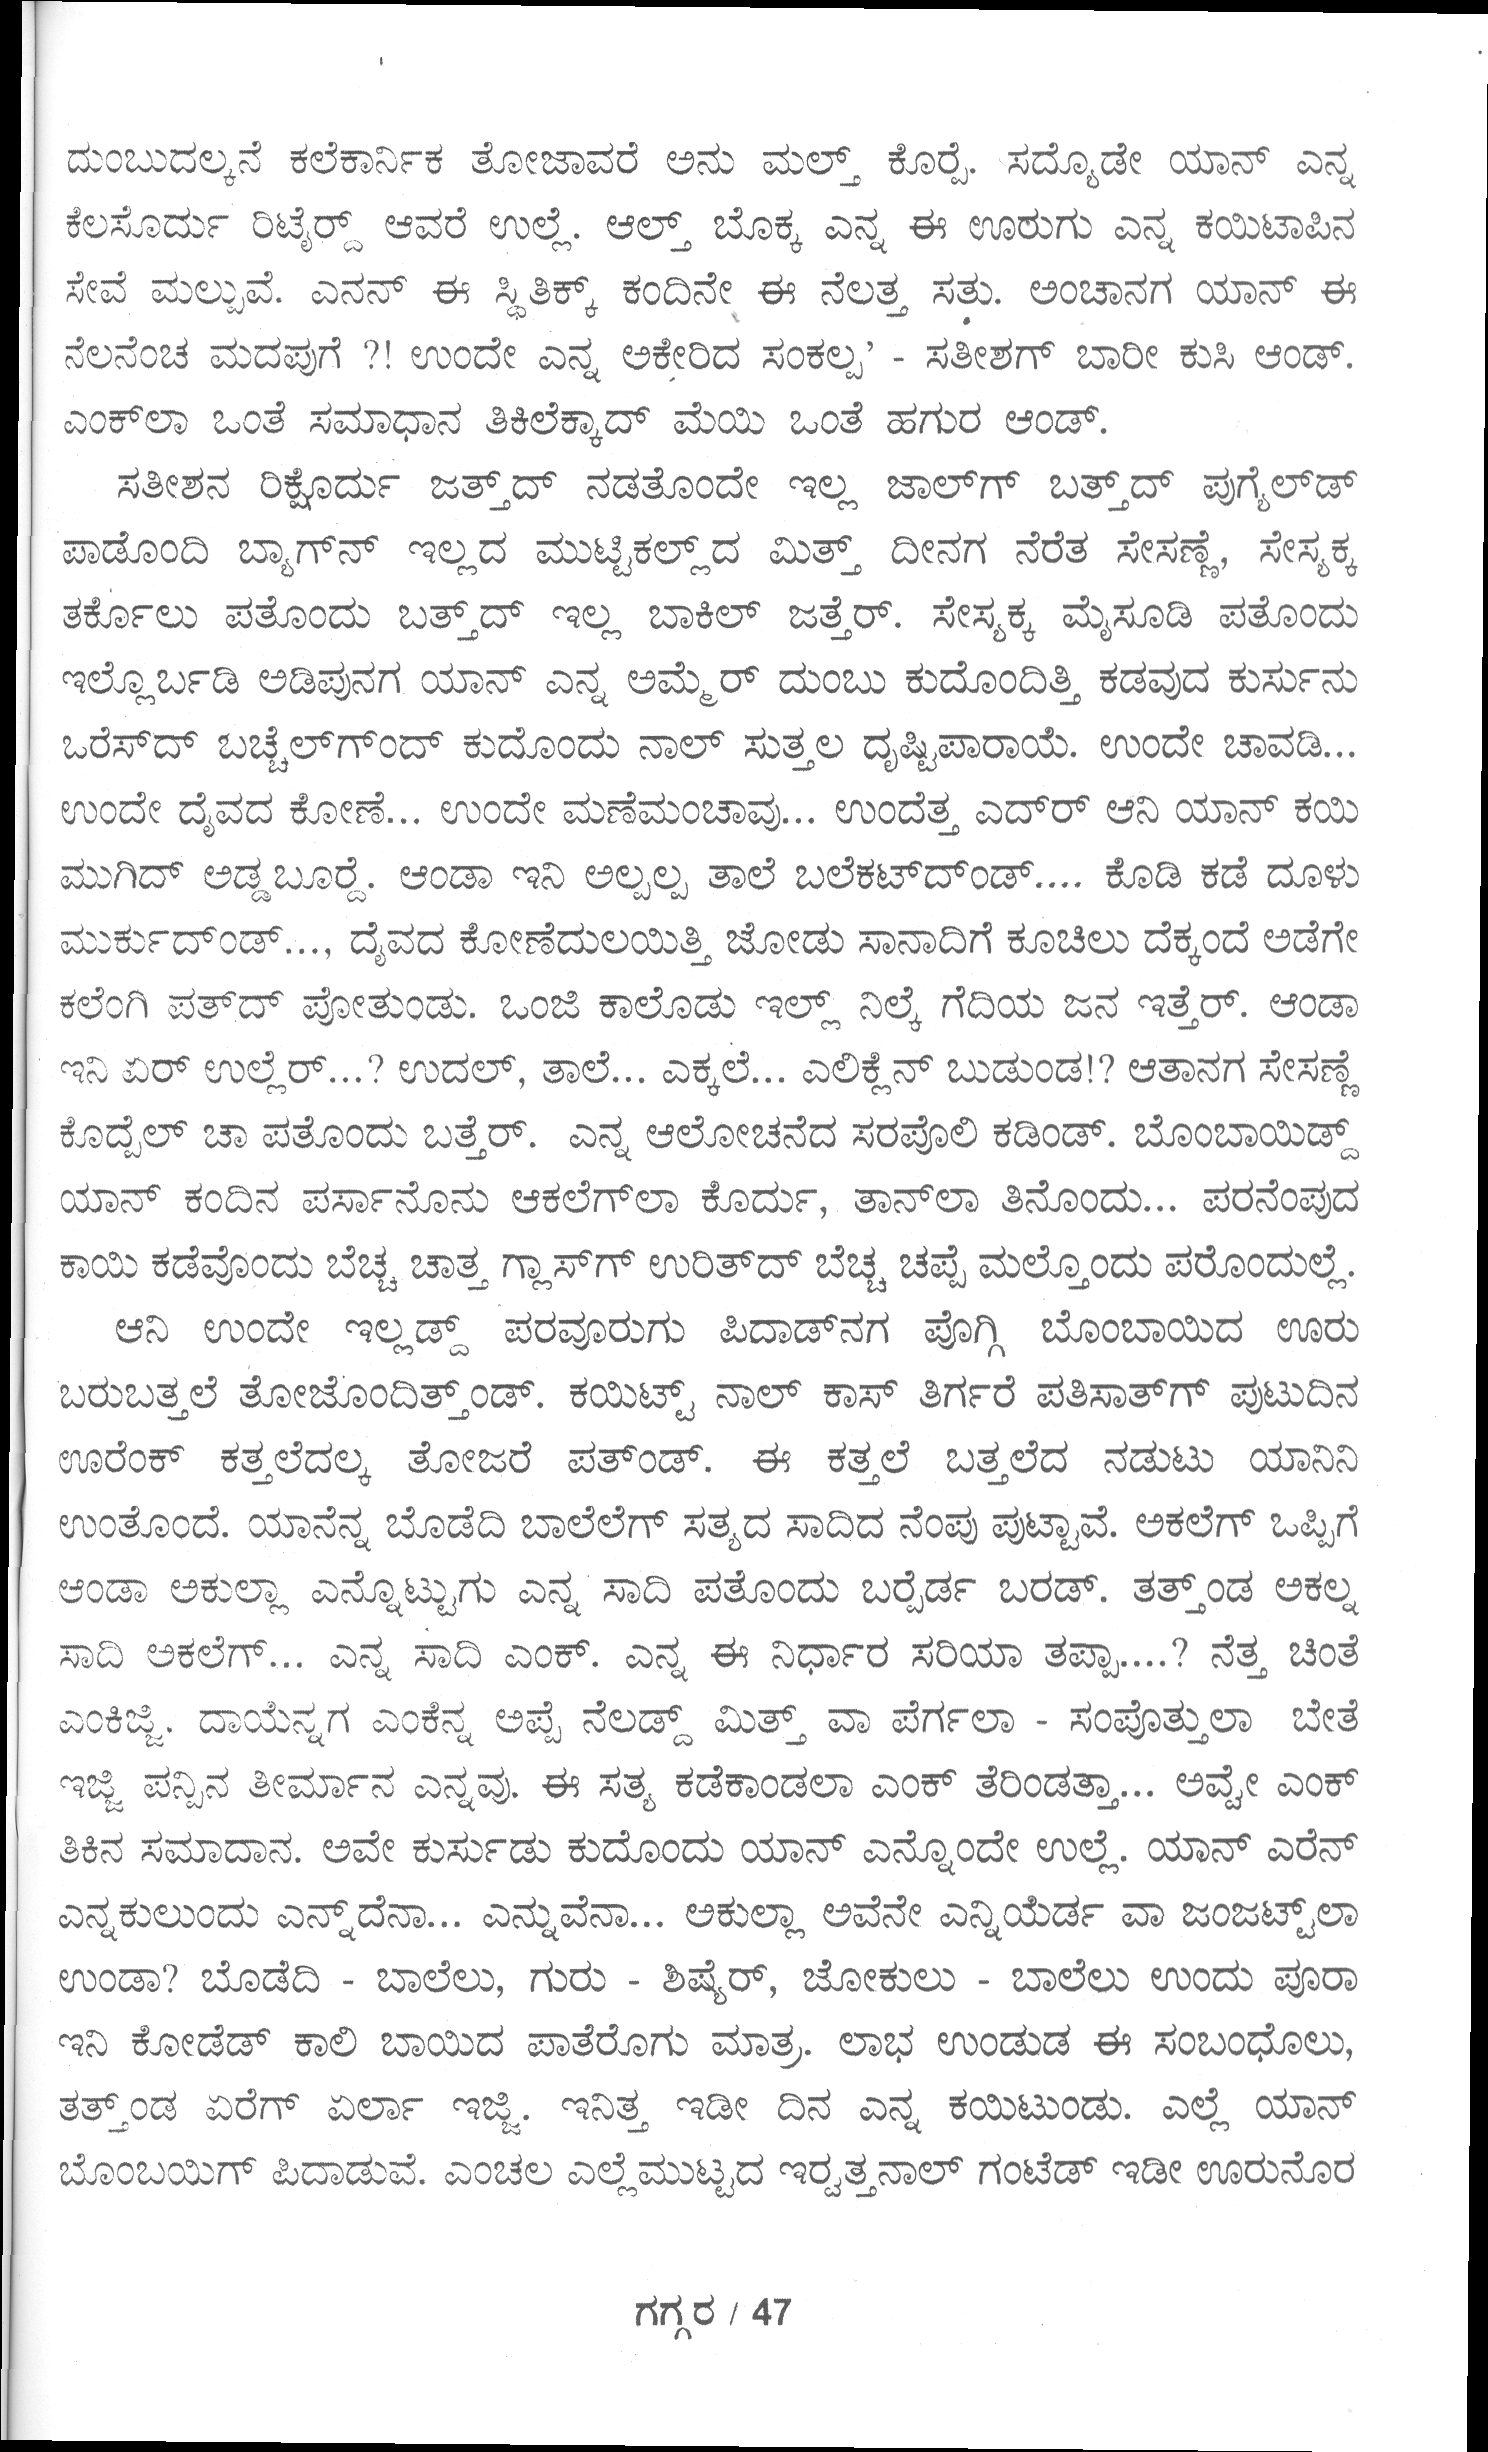 ದುಂಬುದಲ್ಕನೆ ಕಲೆಕಾರ್ನಿಕ ತೋಜಾವರೆ ಅನು ಮಲ್ತ್ ಕೊರ್‍ಪೆ. ಸದ್ಯೊಡೇ ಯಾನ್ ಎನ್ನ
ಕೆಲಸೊರ್ದು ರಿಟೈರ್ಡ್ ಆವರೆ ಉಲ್ಲೆ. ಆಲ್ತ್ ಬೊಕ್ಕ ಎನ್ನ ಈ ಊರುಗು ಎನ್ನ ಕಯಿಟಾಪಿನ
ಸೇವೆ ಮಲ್ಪುವೆ. ಎನನ್ ಈ ಸ್ಥಿತಿಕ್ಕ್ ಕಂದಿನೇ ಈ ನೆಲತ್ತ ಸತು. ಅಂಚಾನಗ ಯಾನ್ ಈ
ನೆಲನೆಂಚ ಮದಪುಗೆ ?! ಉಂದೇ ಎನ್ನ ಅಕೇರಿದ ಸಂಕಲ್ಪ’ - ಸತೀಶಗ್ ಬಾರೀ ಕುಸಿ ಆಂಡ್.
ಎಂಕ್‌ಲಾ ಒಂತೆ ಸಮಾಧಾನ ತಿಕಿಲೆಕ್ಕಾದ್ ಮೆಯಿ ಒಂತೆ ಹಗುರ ಆಂಡ್.
ಸತೀಶನ ರಿಕ್ಷೊರ್ದು ಜತ್ತ್‌ದ್ ನಡತೊಂದೇ ಇಲ್ಲ ಜಾಲ್‌ಗ್ ಬತ್ತ್‌ದ್ ಪುಗ್ಯೆಲ್‌ಡ್
ಪಾಡೊಂದಿ ಬ್ಯಾಗ್‌ನ್ ಇಲ್ಲದ ಮುಟ್ಟಿಕಲ್ಲ್‌ದ ಮಿತ್ತ್ ದೀನಗ ನೆರೆತ ಸೇಸಣ್ಣೆ, ಸೇಸ್ಯಕ್ಕ
ತರ್ಕೊಲು ಪತೊಂದು ಬತ್ತ್‌ದ್ ಇಲ್ಲ ಬಾಕಿಲ್ ಜತ್ತೆರ್. ಸೇಸ್ಯಕ್ಕ ಮೈಸೂಡಿ ಪತೊಂದು
ಇಲ್ಲೊರ್ಬಡಿ ಅಡಿಪುನಗ ಯಾನ್ ಎನ್ನ ಅಮ್ಮೆರ್ ದುಂಬು ಕುದೊಂದಿತ್ತಿ ಕಡವುದ ಕುರ್ಸುನು
ಒರೆಸ್‌ದ್ ಬಚ್ಚೆಲ್‌ಗ್‌ಂದ್ ಕುದೊಂದು ನಾಲ್ ಸುತ್ತಲ ದೃಷ್ಟಿಪಾರಾಯೆ. ಉಂದೇ ಚಾವಡಿ...
ಉಂದೇ ದೈವದ ಕೋಣೆ... ಉಂದೇ ಮಣೆಮಂಚಾವು... ಉಂದೆತ್ತ ಎದ್‌ರ್ ಆನಿ ಯಾನ್ ಕಯಿ
ಮುಗಿದ್ ಅಡ್ಡಬೂರ್‍ದೆ. ಆಂಡಾ ಇನಿ ಅಲ್ಪಲ್ಪ ತಾಲೆ ಬಲೆಕಟ್‌ದ್‌ಂಡ್.... ಕೊಡಿ ಕಡೆ ದೂಳು
ಮುರ್ಕುದ್‌ಂಡ್..., ದೈವದ ಕೋಣೆದುಲಯಿತ್ತಿ ಜೋಡು ಸಾನಾದಿಗೆ ಕೂಚಿಲು ದೆಕ್ಕಂದೆ ಅಡೆಗೇ
ಕಲೆಂಗಿ ಪತ್‌ದ್ ಪೋತುಂಡು. ಒಂಜಿ ಕಾಲೊಡು ಇಲ್ಲ್ ನಿಲ್ಕೆ ಗೆದಿಯ ಜನ ಇತ್ತೆರ್. ಆಂಡಾ
ಇನಿ ಏರ್ ಉಲ್ಲೆರ್...? ಉದಲ್, ತಾಲೆ... ಎಕ್ಕಲೆ... ಎಲಿಕ್ಲೆನ್ ಬುಡುಂಡ!? ಆತಾನಗ ಸೇಸಣ್ಣೆ
ಕೊದ್ಪೆಲ್ ಚಾ ಪತೊಂದು ಬತ್ತೆರ್. ಎನ್ನ ಆಲೋಚನೆದ ಸರಪೊಲಿ ಕಡಿಂಡ್. ಬೊಂಬಾಯಿಡ್ದ್
ಯಾನ್ ಕಂದಿನ ಪರ್ಸಾನೊನು ಆಕಲೆಗ್‌ಲಾ ಕೊರ್ದು, ತಾನ್‌ಲಾ ತಿನೊಂದು... ಪರನೆಂಪುದ
ಕಾಯಿ ಕಡೆವೊಂದು ಬೆಚ್ಚ ಚಾತ್ತ ಗ್ಲಾಸ್‌ಗ್ ಉರಿತ್‌ದ್ ಬೆಚ್ಚ ಚಪ್ಪೆ ಮಲ್ತೊಂದು ಪರೊಂದುಲ್ಲೆ.
ಆನಿ ಉಂದೇ ಇಲ್ಲಡ್ದ್ ಪರವೂರುಗು ಪಿದಾಡ್‌ನಗ ಪೊಗ್ಗಿ ಬೊಂಬಾಯಿದ ಊರು
ಬರುಬತ್ತಲೆ ತೋಜೊಂದಿತ್ತ್‌ಂಡ್. ಕಯಿಟ್ಟ್ ನಾಲ್ ಕಾಸ್ ತಿರ್ಗರೆ ಪತಿಸಾತ್‌ಗ್ ಪುಟುದಿನ
ಊರೆಂಕ್ ಕತ್ತಲೆದಲ್ಕ ತೋಜರೆ ಪತ್‌ಂಡ್. ಈ ಕತ್ತಲೆ ಬತ್ತಲೆದ ನಡುಟು ಯಾನಿನಿ
ಉಂತೊಂದೆ. ಯಾನೆನ್ನ ಬೊಡೆದಿ ಬಾಲೆಲೆಗ್ ಸತ್ಯದ ಸಾದಿದ ನೆಂಪು ಪುಟ್ಟಾವೆ. ಅಕಲೆಗ್ ಒಪ್ಪಿಗೆ
ಆಂಡಾ ಅಕುಲ್ಲಾ ಎನ್ನೊಟ್ಟುಗು ಎನ್ನ ಸಾದಿ ಪತೊಂದು ಬರ್‍ಪೆರ್ಡ ಬರಡ್. ತತ್ತ್‌ಂಡ ಅಕಲ್ನ
ಸಾದಿ ಅಕಲೆಗ್... ಎನ್ನ ಸಾದಿ ಎಂಕ್. ಎನ್ನ ಈ ನಿರ್ಧಾರ ಸರಿಯಾ ತಪ್ಪಾ....? ನೆತ್ತ ಚಿಂತೆ
ಎಂಕಿಜ್ಜಿ. ದಾಯೆನ್ನಗ ಎಂಕೆನ್ನ ಅಪ್ಪೆ ನೆಲಡ್ದ್ ಮಿತ್ತ್ ವಾ ಪೆರ್ಗಲಾ - ಸಂಪೊತ್ತುಲಾ ಬೇತೆ
ಇಜ್ಜಿ ಪನ್ಪಿನ ತೀರ್ಮಾನ ಎನ್ನವು. ಈ ಸತ್ಯ ಕಡೆಕಾಂಡಲಾ ಎಂಕ್ ತೆರಿಂಡತ್ತಾ... ಅವ್ವೇ ಎಂಕ್
ತಿಕಿನ ಸಮಾದಾನ. ಅವೇ ಕುರ್ಸುಡು ಕುದೊಂದು ಯಾನ್ ಎನ್ನೊಂದೇ ಉಲ್ಲೆ. ಯಾನ್ ಎರೆನ್
ಎನ್ನಕುಲುಂದು ಎನ್ನ್‌ದೆನಾ... ಎನ್ನುವೆನಾ... ಅಕುಲ್ಲಾ ಅವೆನೇ ಎನ್ನಿಯೆರ್ಡ ವಾ ಜಂಜಟ್ಟ್‌ಲಾ
ಉಂಡಾ? ಬೊಡೆದಿ - ಬಾಲೆಲು, ಗುರು - ಶಿಷ್ಯೆರ್, ಜೋಕುಲು - ಬಾಲೆಲು ಉಂದು ಪೂರಾ
ಇನಿ ಕೋಡೆಡ್ ಕಾಲಿ ಬಾಯಿದ ಪಾತೆರೊಗು ಮಾತ್ರ. ಲಾಭ ಉಂಡುಡ ಈ ಸಂಬಂಧೊಲು,
ತತ್ತ್‌ಂಡ ಏರೆಗ್ ಏರ್ಲಾ ಇಜ್ಜಿ. ಇನಿತ್ತ ಇಡೀ ದಿನ ಎನ್ನ ಕಯಿಟುಂಡು. ಎಲ್ಲೆ ಯಾನ್
ಬೊಂಬಯಿಗ್ ಪಿದಾಡುವೆ. ಎಂಚಲ ಎಲ್ಲೆಮುಟ್ಟದ ಇರ್‍ವತ್ತನಾಲ್ ಗಂಟೆಡ್ ಇಡೀ ಊರುನೊರ
ಗಗ್ಗರ / 47